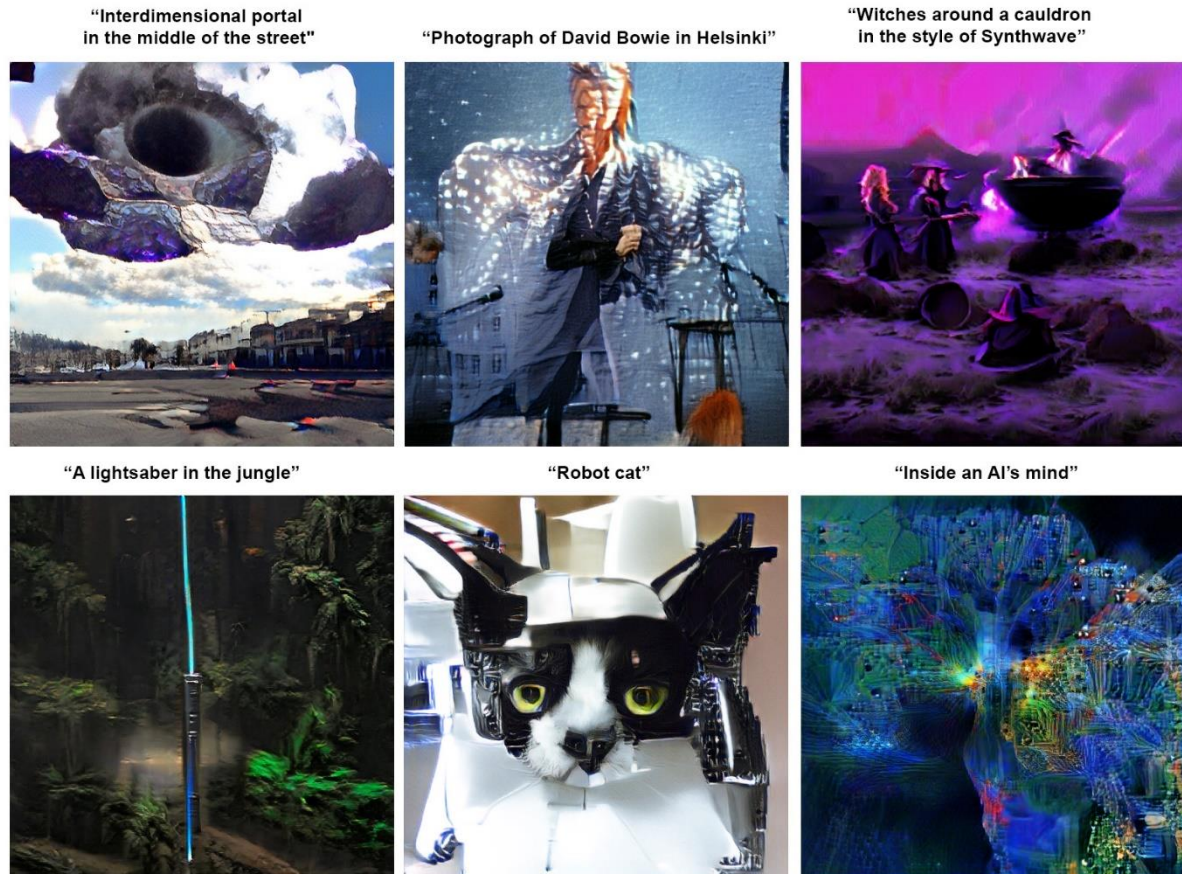 “Interdimensional portal
in the middle of the street"
“Photograph of David Bowie in Helsinki”
“Witches around a cauldron
in the style of Synthwave”
“A lightsaber in the jungle”
“Robot cat”
“Inside an AI’s mind”